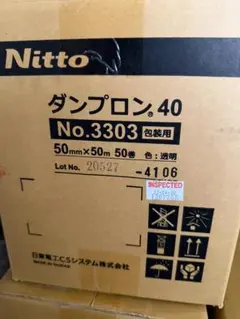 Nitto
ダンプロン®40
No.3303 包装用
50mm×50m 50巻 色:透明
Lot No. 20527 -4106
INSPECTED
日東電工CSシステム株式会社